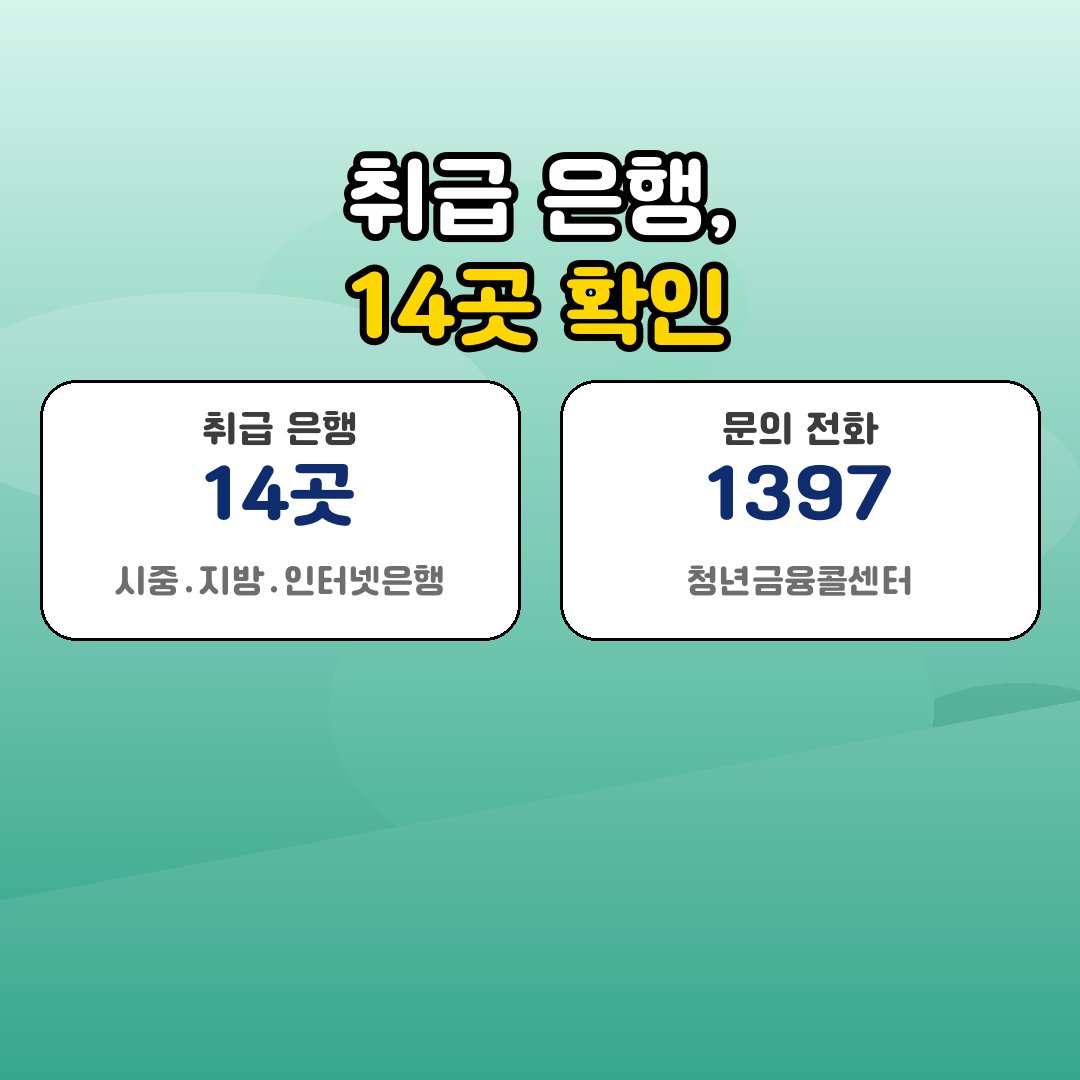 취급 은행,
14곳 확인
취급 은행
14곳
시중.지방.인터넷은행
문의 전화
1397
청년금융콜센터